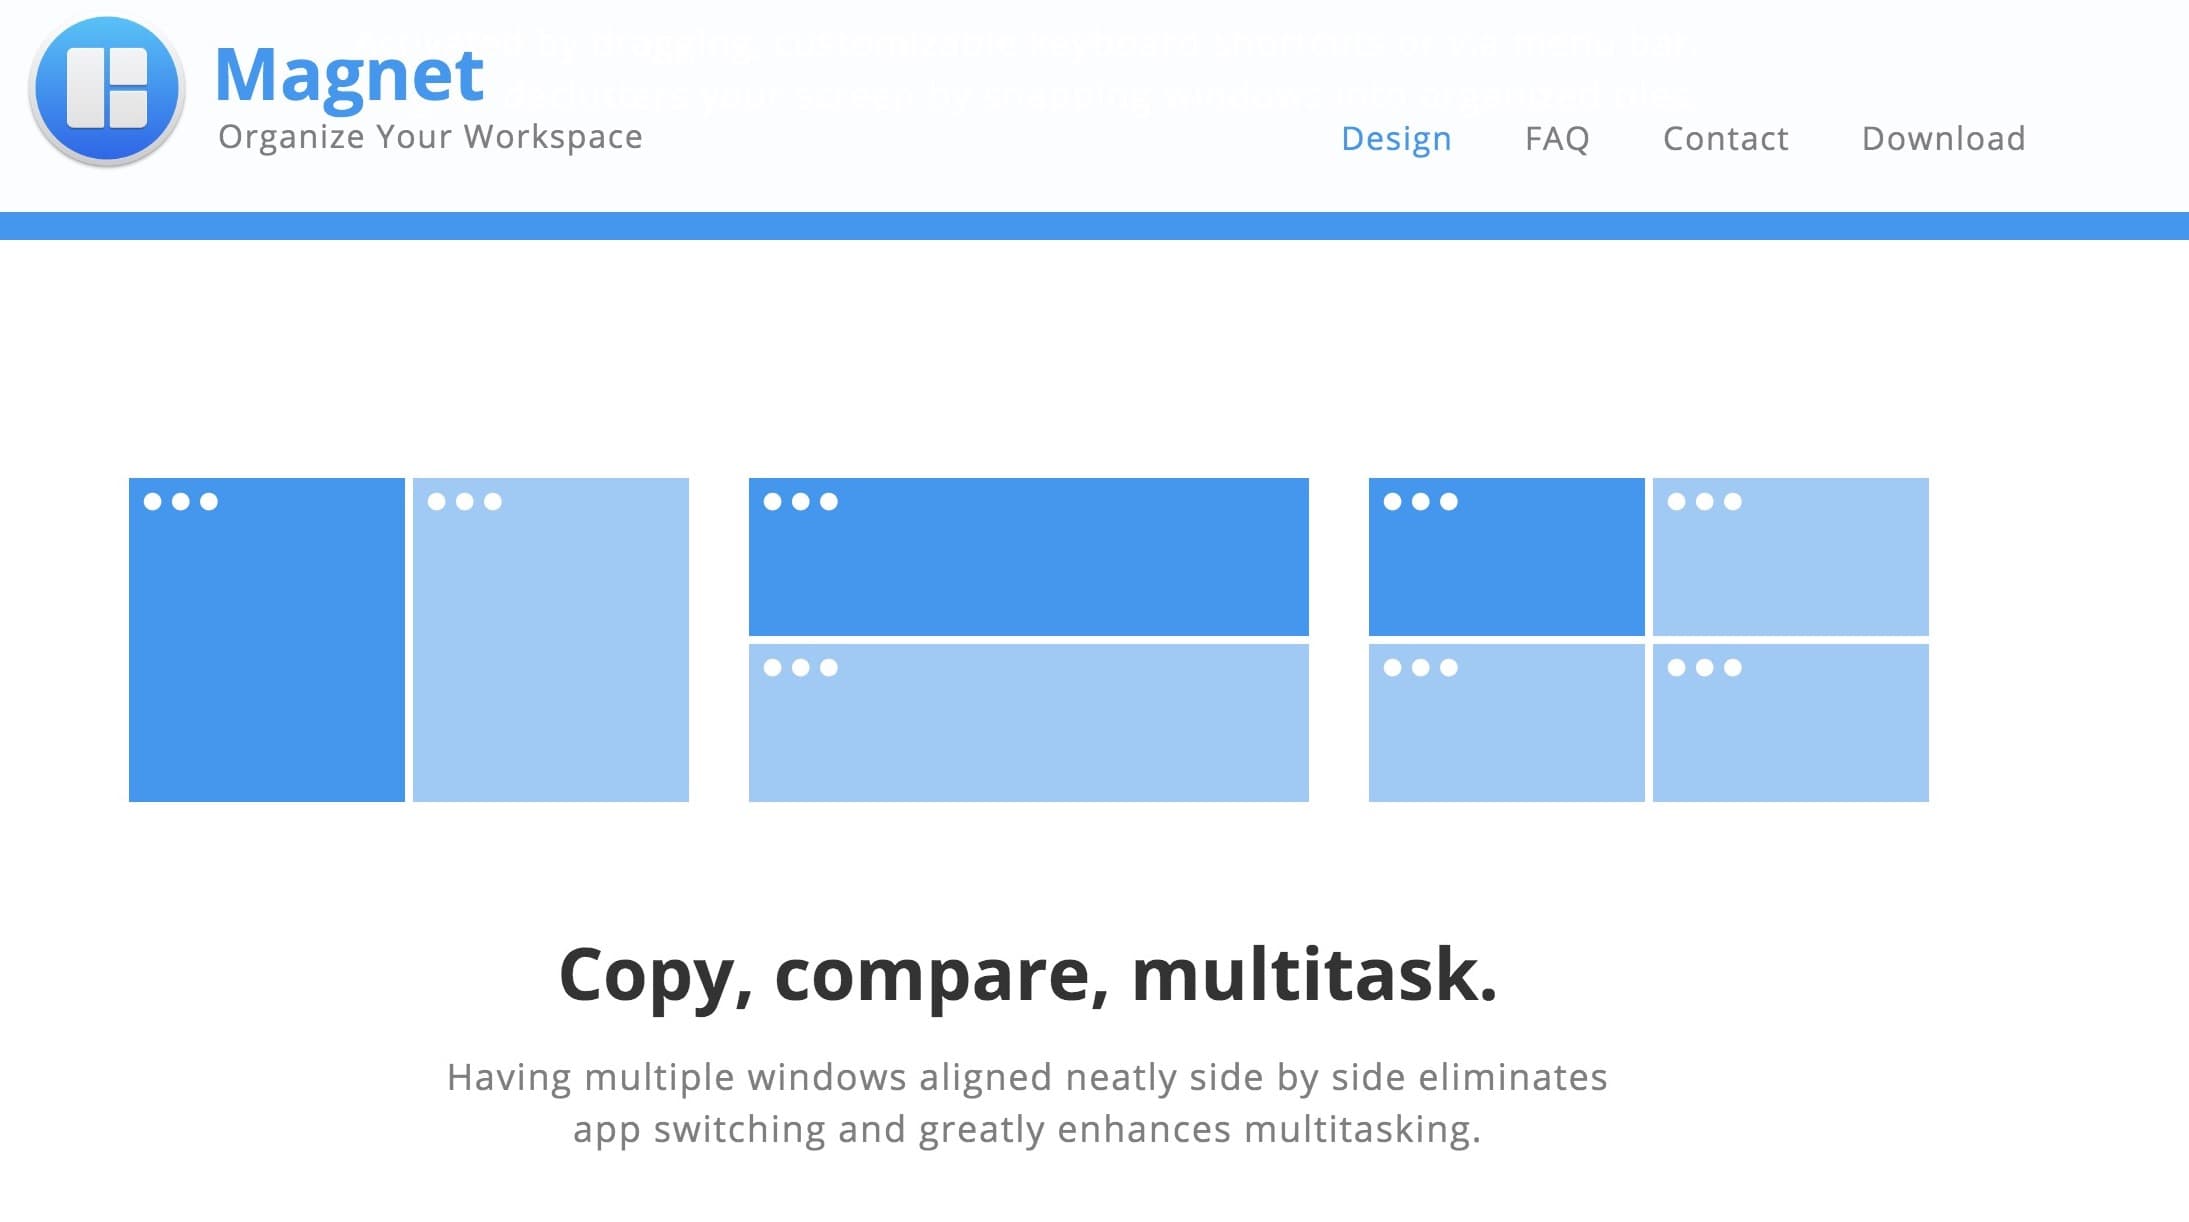 Magnet
Organize Your Workspace
Design
FAQ
Contact
Download
Copy, compare, multitask.
Having multiple windows aligned neatly side by side eliminates
app switching and greatly enhances multitasking.